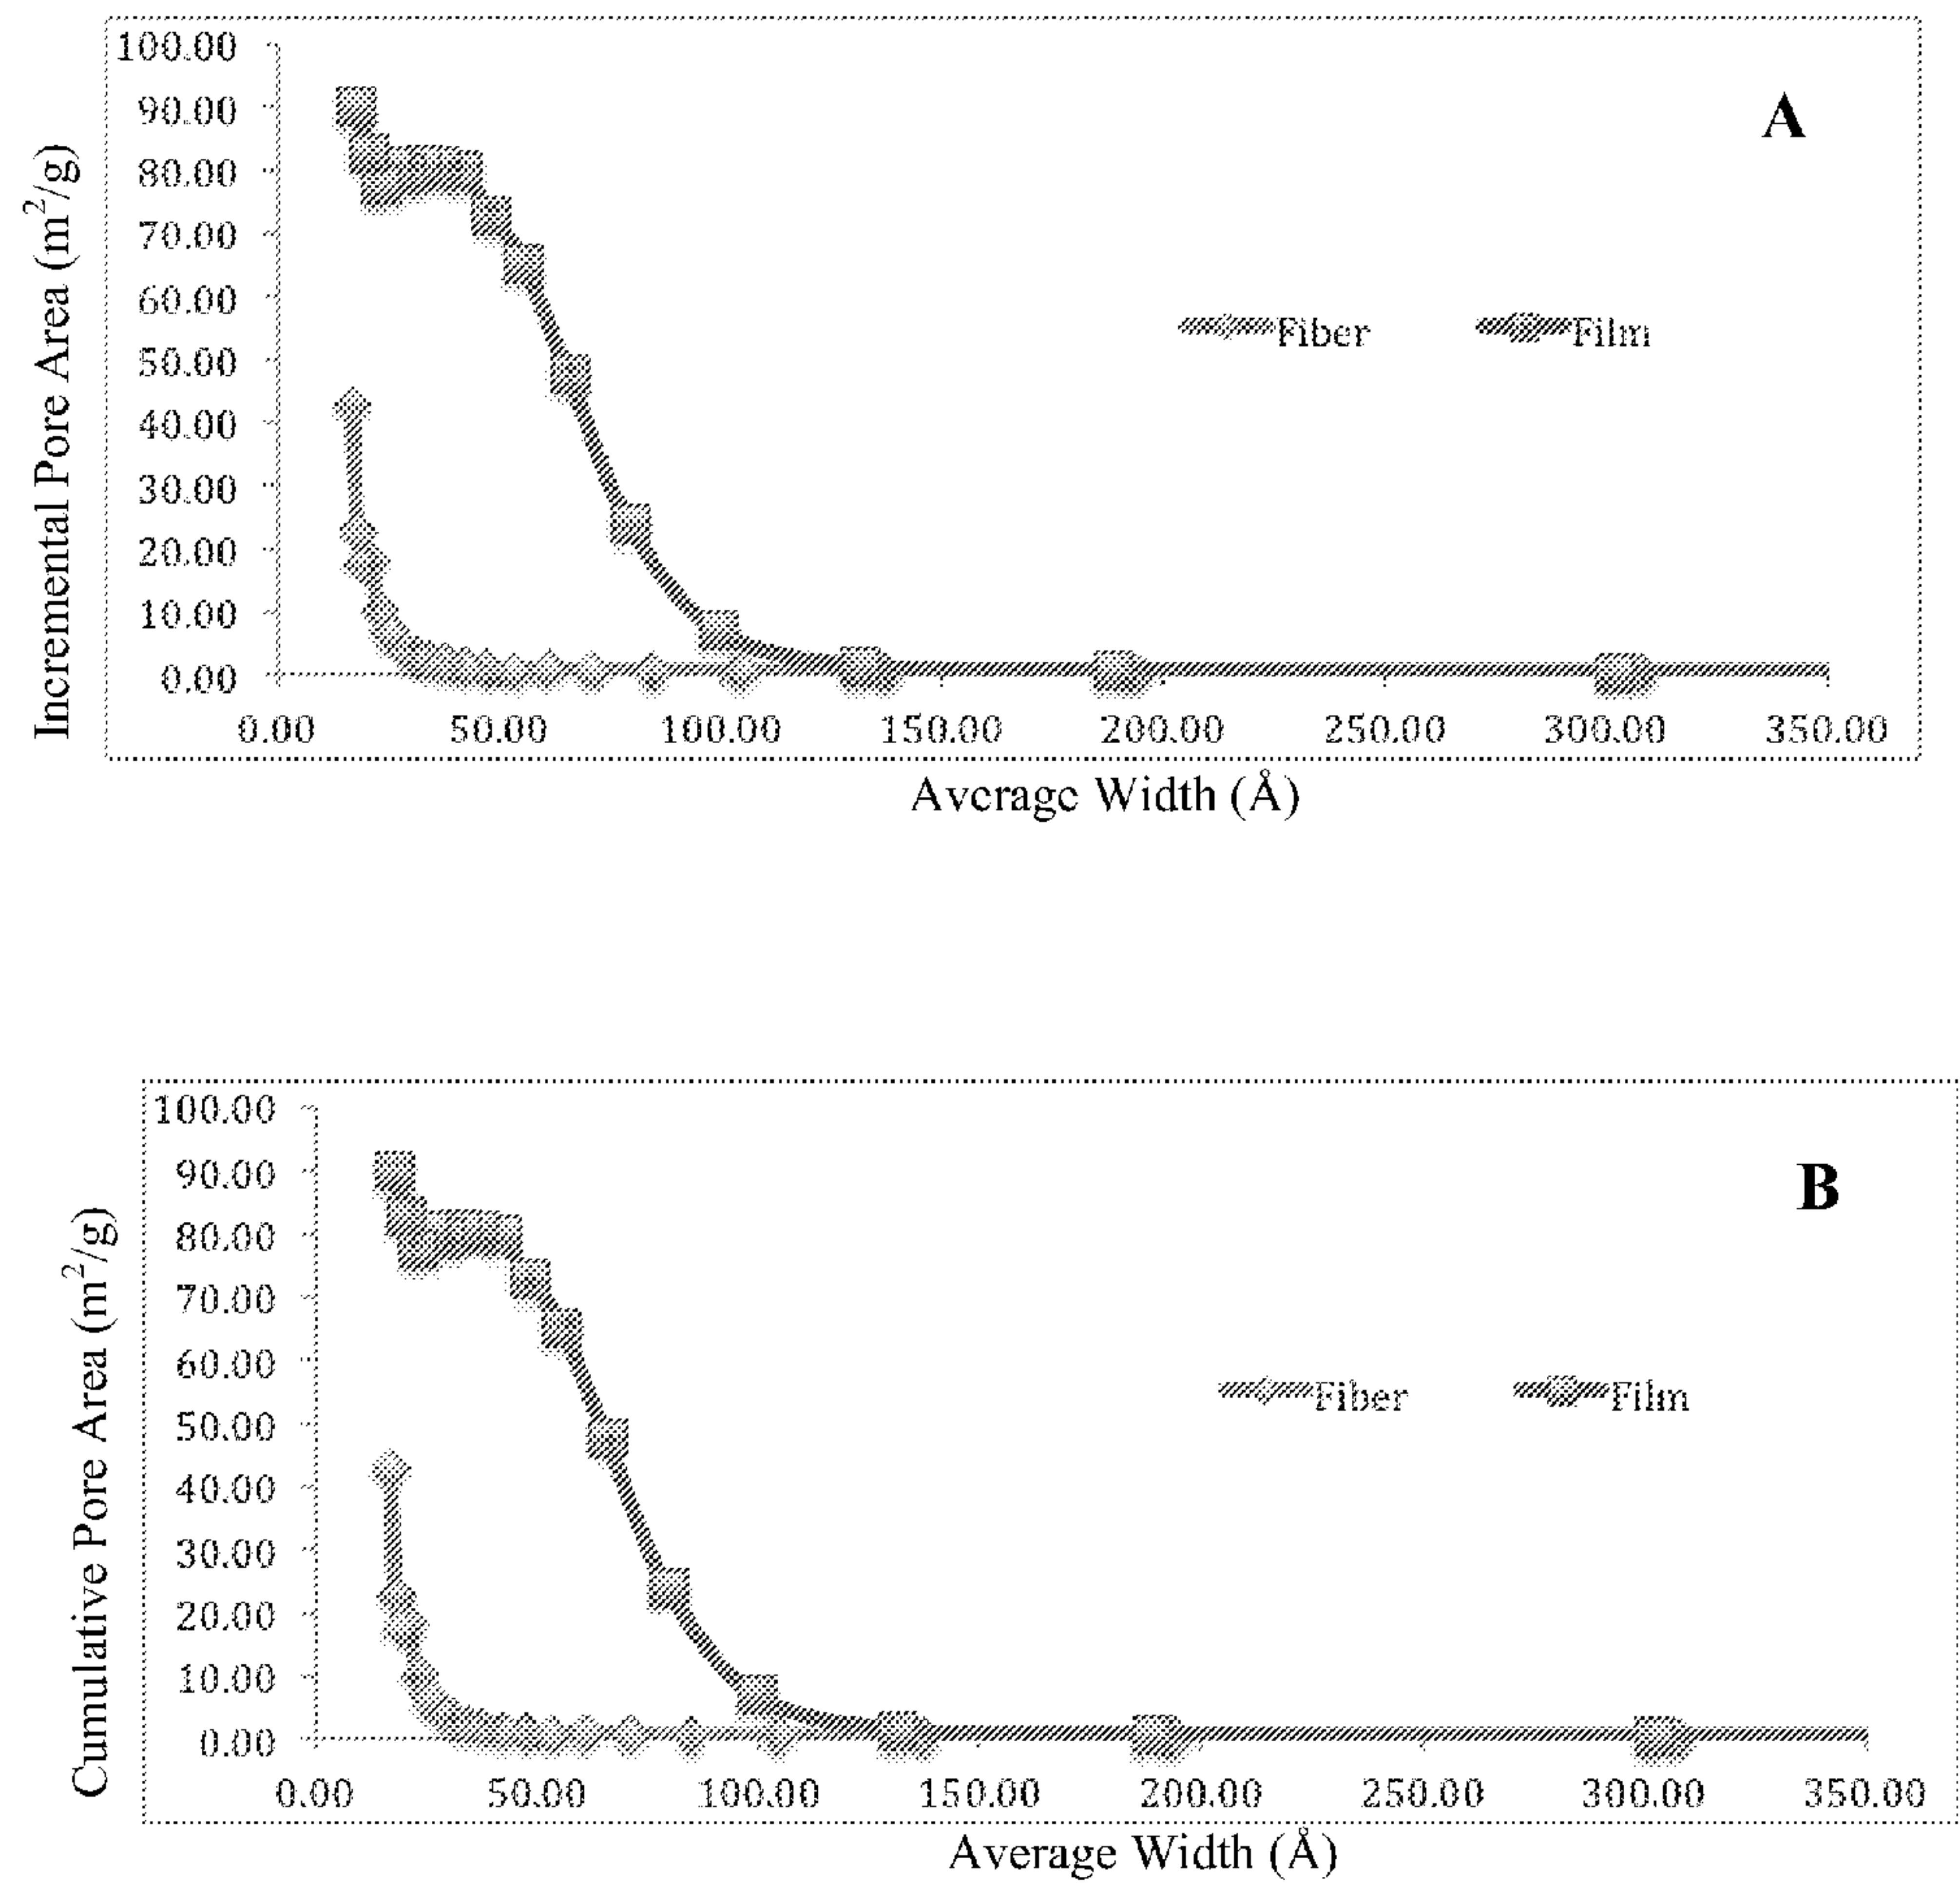 A
Incremental Pore Area (m²/g)
100.00
90.00
80.00
70.00
60.00
50.00
40.00
30.00
20.00
10.00
0.00
Fiber Film
0.00 50.00 100.00 150.00 200.00 250.00 300.00 350.00
Average Width (Å)
B
Cumulative Pore Area (m²/g)
100.00
90.00
80.00
70.00
60.00
50.00
40.00
30.00
20.00
10.00
0.00
Fiber Film
0.00 50.00 100.00 150.00 200.00 250.00 300.00 350.00
Average Width (Å)